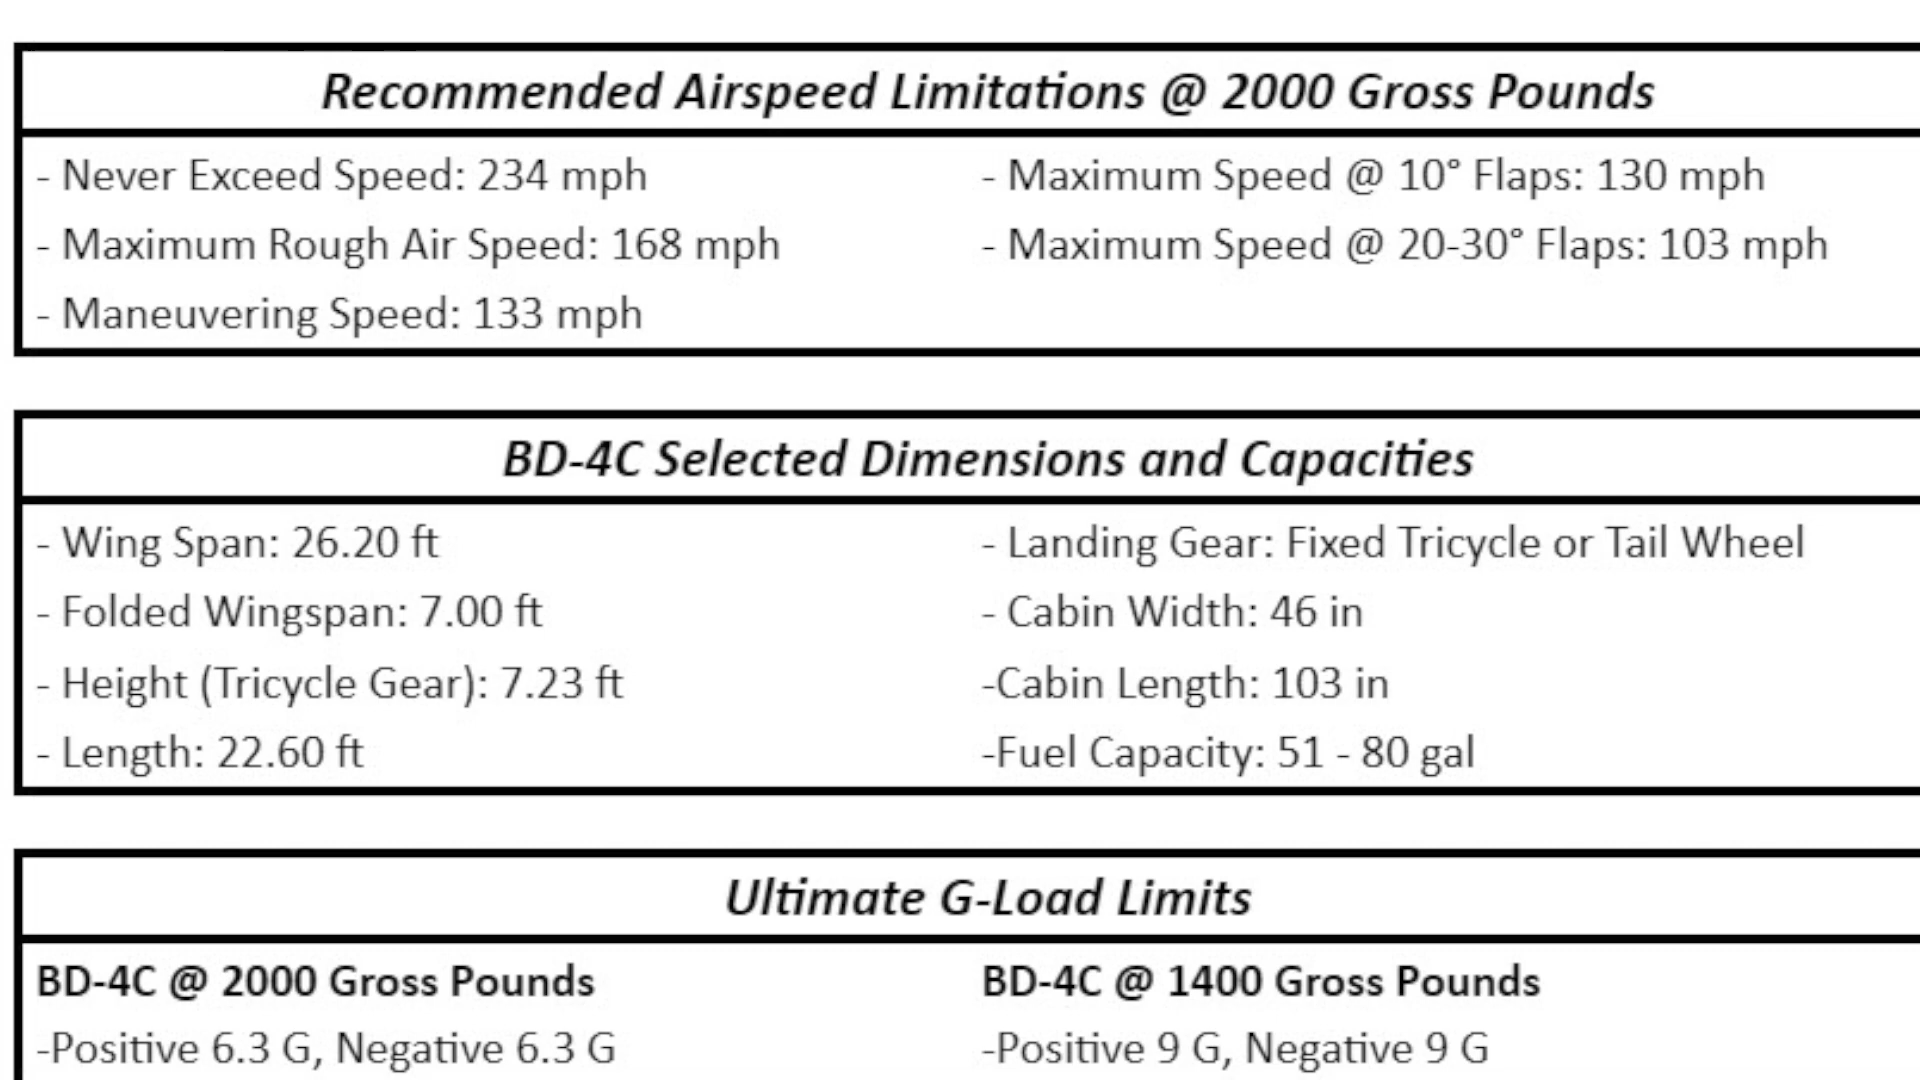 Recommended Airspeed Limitations @ 2000 Gross Pounds
- Never Exceed Speed: 234 mph
- Maximum Rough Air Speed: 168 mph
- Maneuvering Speed: 133 mph
- Maximum Speed @ 10° Flaps: 130 mph
- Maximum Speed @ 20-30° Flaps: 103 mph
BD-4C Selected Dimensions and Capacities
- Wing Span: 26.20 ft
- Folded Wingspan: 7.00 ft
- Height (Tricycle Gear): 7.23 ft
- Length: 22.60 ft
- Landing Gear: Fixed Tricycle or Tail Wheel
- Cabin Width: 46 in
-Cabin Length: 103 in
-Fuel Capacity: 51 - 80 gal
Ultimate G-Load Limits
BD-4C @ 2000 Gross Pounds
-Positive 6.3 G, Negative 6.3 G
BD-4C @ 1400 Gross Pounds
-Positive 9 G, Negative 9 G